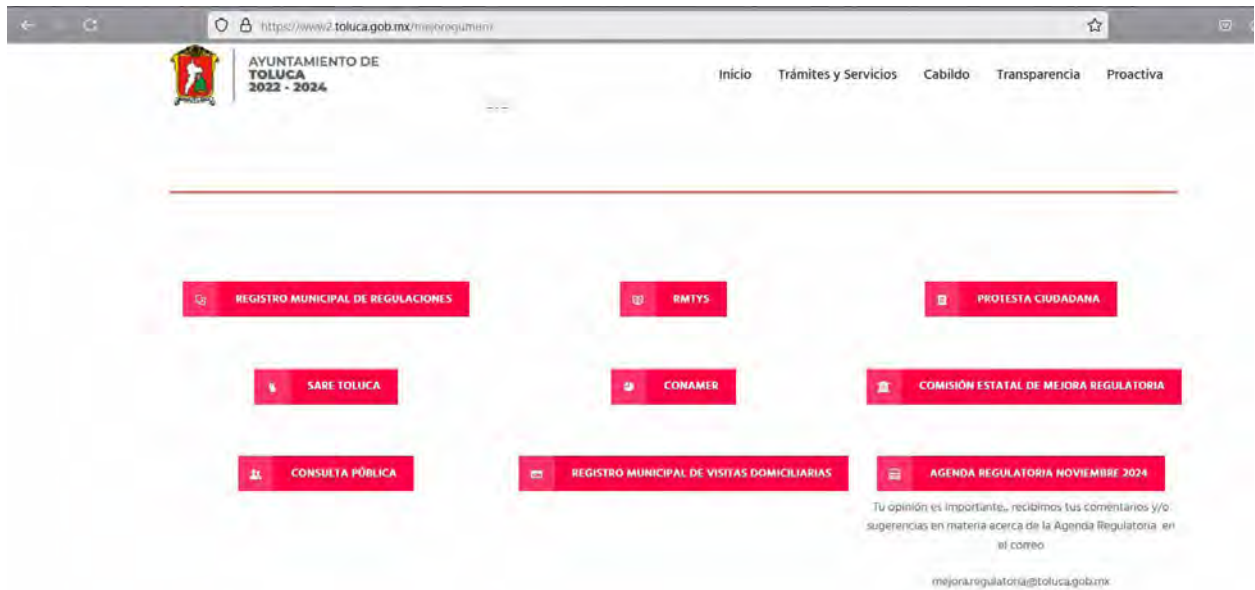 https://www2.toluca.gob.mx/
AYUNTAMIENTO DE
TOLUCA
2022 - 2024
Inicio Trámites y Servicios Cabildo Transparencia Proactiva
REGISTRO MUNICIPAL DE REGULACIONES
RMTYS
PROTESTA CIUDADANA
SARE TOLUCA
CONAMER
COMISIÓN ESTATAL DE MEJORA REGULATORIA
CONSULTA PÚBLICA
REGISTRO MUNICIPAL DE VISITAS DOMICILIARIAS
AGENDA REGULATORIA NOVIEMBRE 2024
Tu opinión es importante,, recibimos tus comentarios y/o
sugerencias en materia acerca de la Agenda Regulatoria en
el correo
mejora.regulatoria@toluca.gob.mx